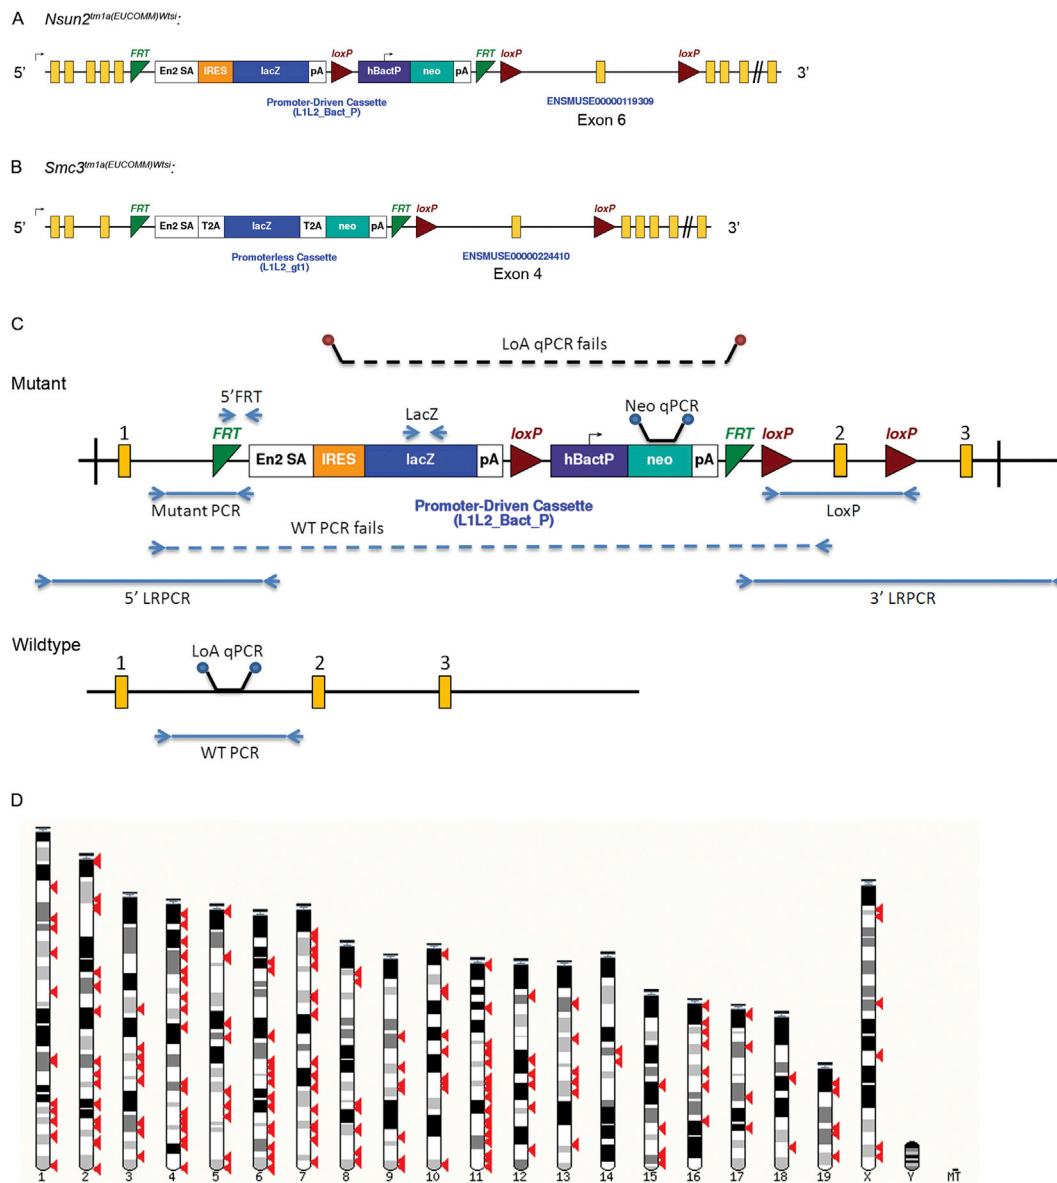 A Nsun2tm1a(EUCOMM)Wtsi:
FRT loxP FRT loxP loxP
5' En2 SA IRES lacZ pA hBactP neo pA 3'
Promoter-Driven Cassette
(L1L2_Bact_P)
ENSMUSE00000119309
Exon 6
B Smc3tm1a(EUCOMM)Wtsi:
FRT FRT loxP loxP
5' En2 SA T2A lacZ T2A neo pA 3'
Promoterless Cassette
(L1L2_gt1)
ENSMUSE00000224410
Exon 4
C
LoA qPCR fails
Mutant
5'FRT
LacZ
Neo qPCR
1 FRT loxP FRT loxP 2 loxP 3
En2 SA IRES lacZ pA hBactP neo pA
Mutant PCR
Promoter-Driven Cassette
(L1L2_Bact_P)
LoxP
WT PCR fails
5' LRPCR
3' LRPCR
Wildtype
LoA qPCR
1 2 3
WT PCR
D
1 2 3 4 5 6 7 8 9 10 11 12 13 14 15 16 17 18 19 X Y MT